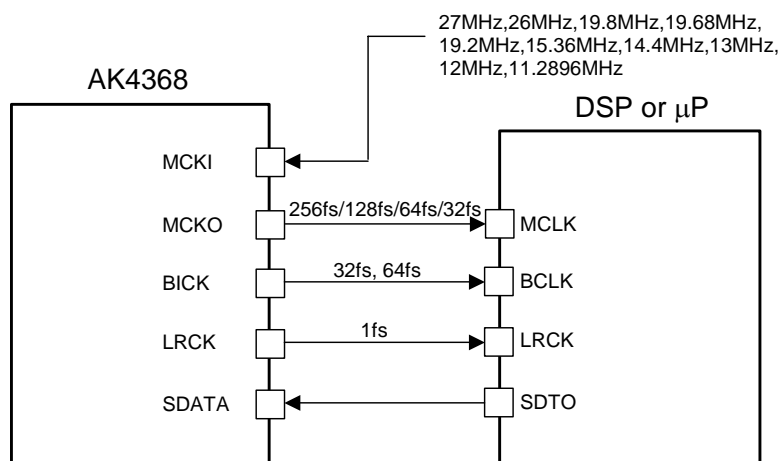 27MHz,26MHz,19.8MHz,19.68MHz,
19.2MHz,15.36MHz,14.4MHz,13MHz,
12MHz,11.2896MHz
AK4368
DSP or μP
MCKI
MCKO
256fs/128fs/64fs/32fs
MCLK
BICK
32fs, 64fs
BCLK
LRCK
1fs
LRCK
SDATA
SDTO